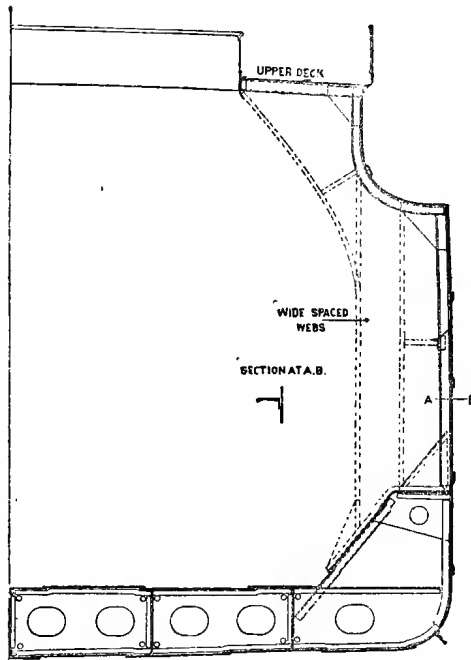 UPPER DECK
WIDE SPACED
WEBS
SECTION AT A.B.
A
B